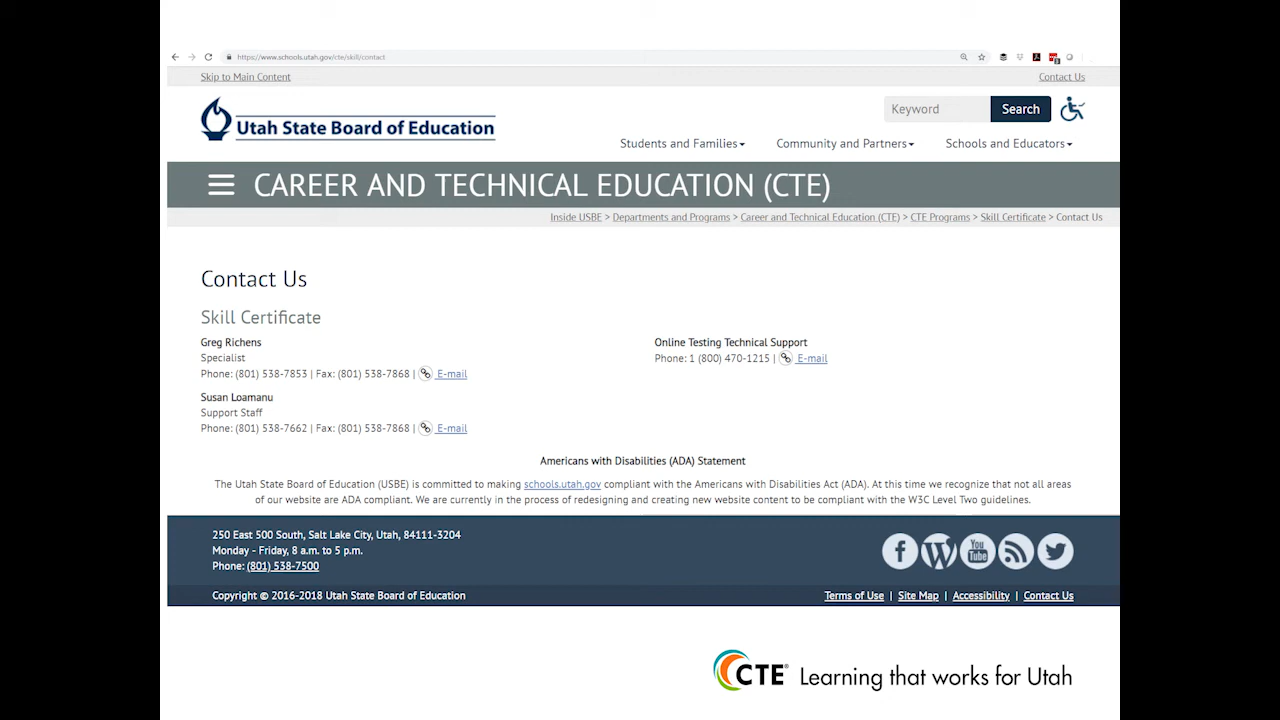 https://www.schools.utah.gov/cte/skill/contact
Skip to Main Content
Contact Us
Utah State Board of Education
Keyword
Search
Students and Families
Community and Partners
Schools and Educators
CAREER AND TECHNICAL EDUCATION (CTE)
Inside USBE > Departments and Programs > Career and Technical Education (CTE) > CTE Programs > Skill Certificate > Contact Us
Contact Us
Skill Certificate
Greg Richens
Specialist
Phone: (801) 538-7853 | Fax: (801) 538-7868 | E-mail
Susan Loamanu
Support Staff
Phone: (801) 538-7662 | Fax: (801) 538-7868 | E-mail
Online Testing Technical Support
Phone: 1 (800) 470-1215 | E-mail
Americans with Disabilities (ADA) Statement
The Utah State Board of Education (USBE) is committed to making schools.utah.gov compliant with the Americans with Disabilities Act (ADA). At this time we recognize that not all areas
of our website are ADA compliant. We are currently in the process of redesigning and creating new website content to be compliant with the W3C Level Two guidelines.
250 East 500 South, Salt Lake City, Utah, 84111-3204
Monday - Friday, 8 a.m. to 5 p.m.
Phone: (801) 538-7500
You
Tube
Copyright © 2016-2018 Utah State Board of Education
Terms of Use | Site Map | Accessibility | Contact Us
CTE® Learning that works for Utah